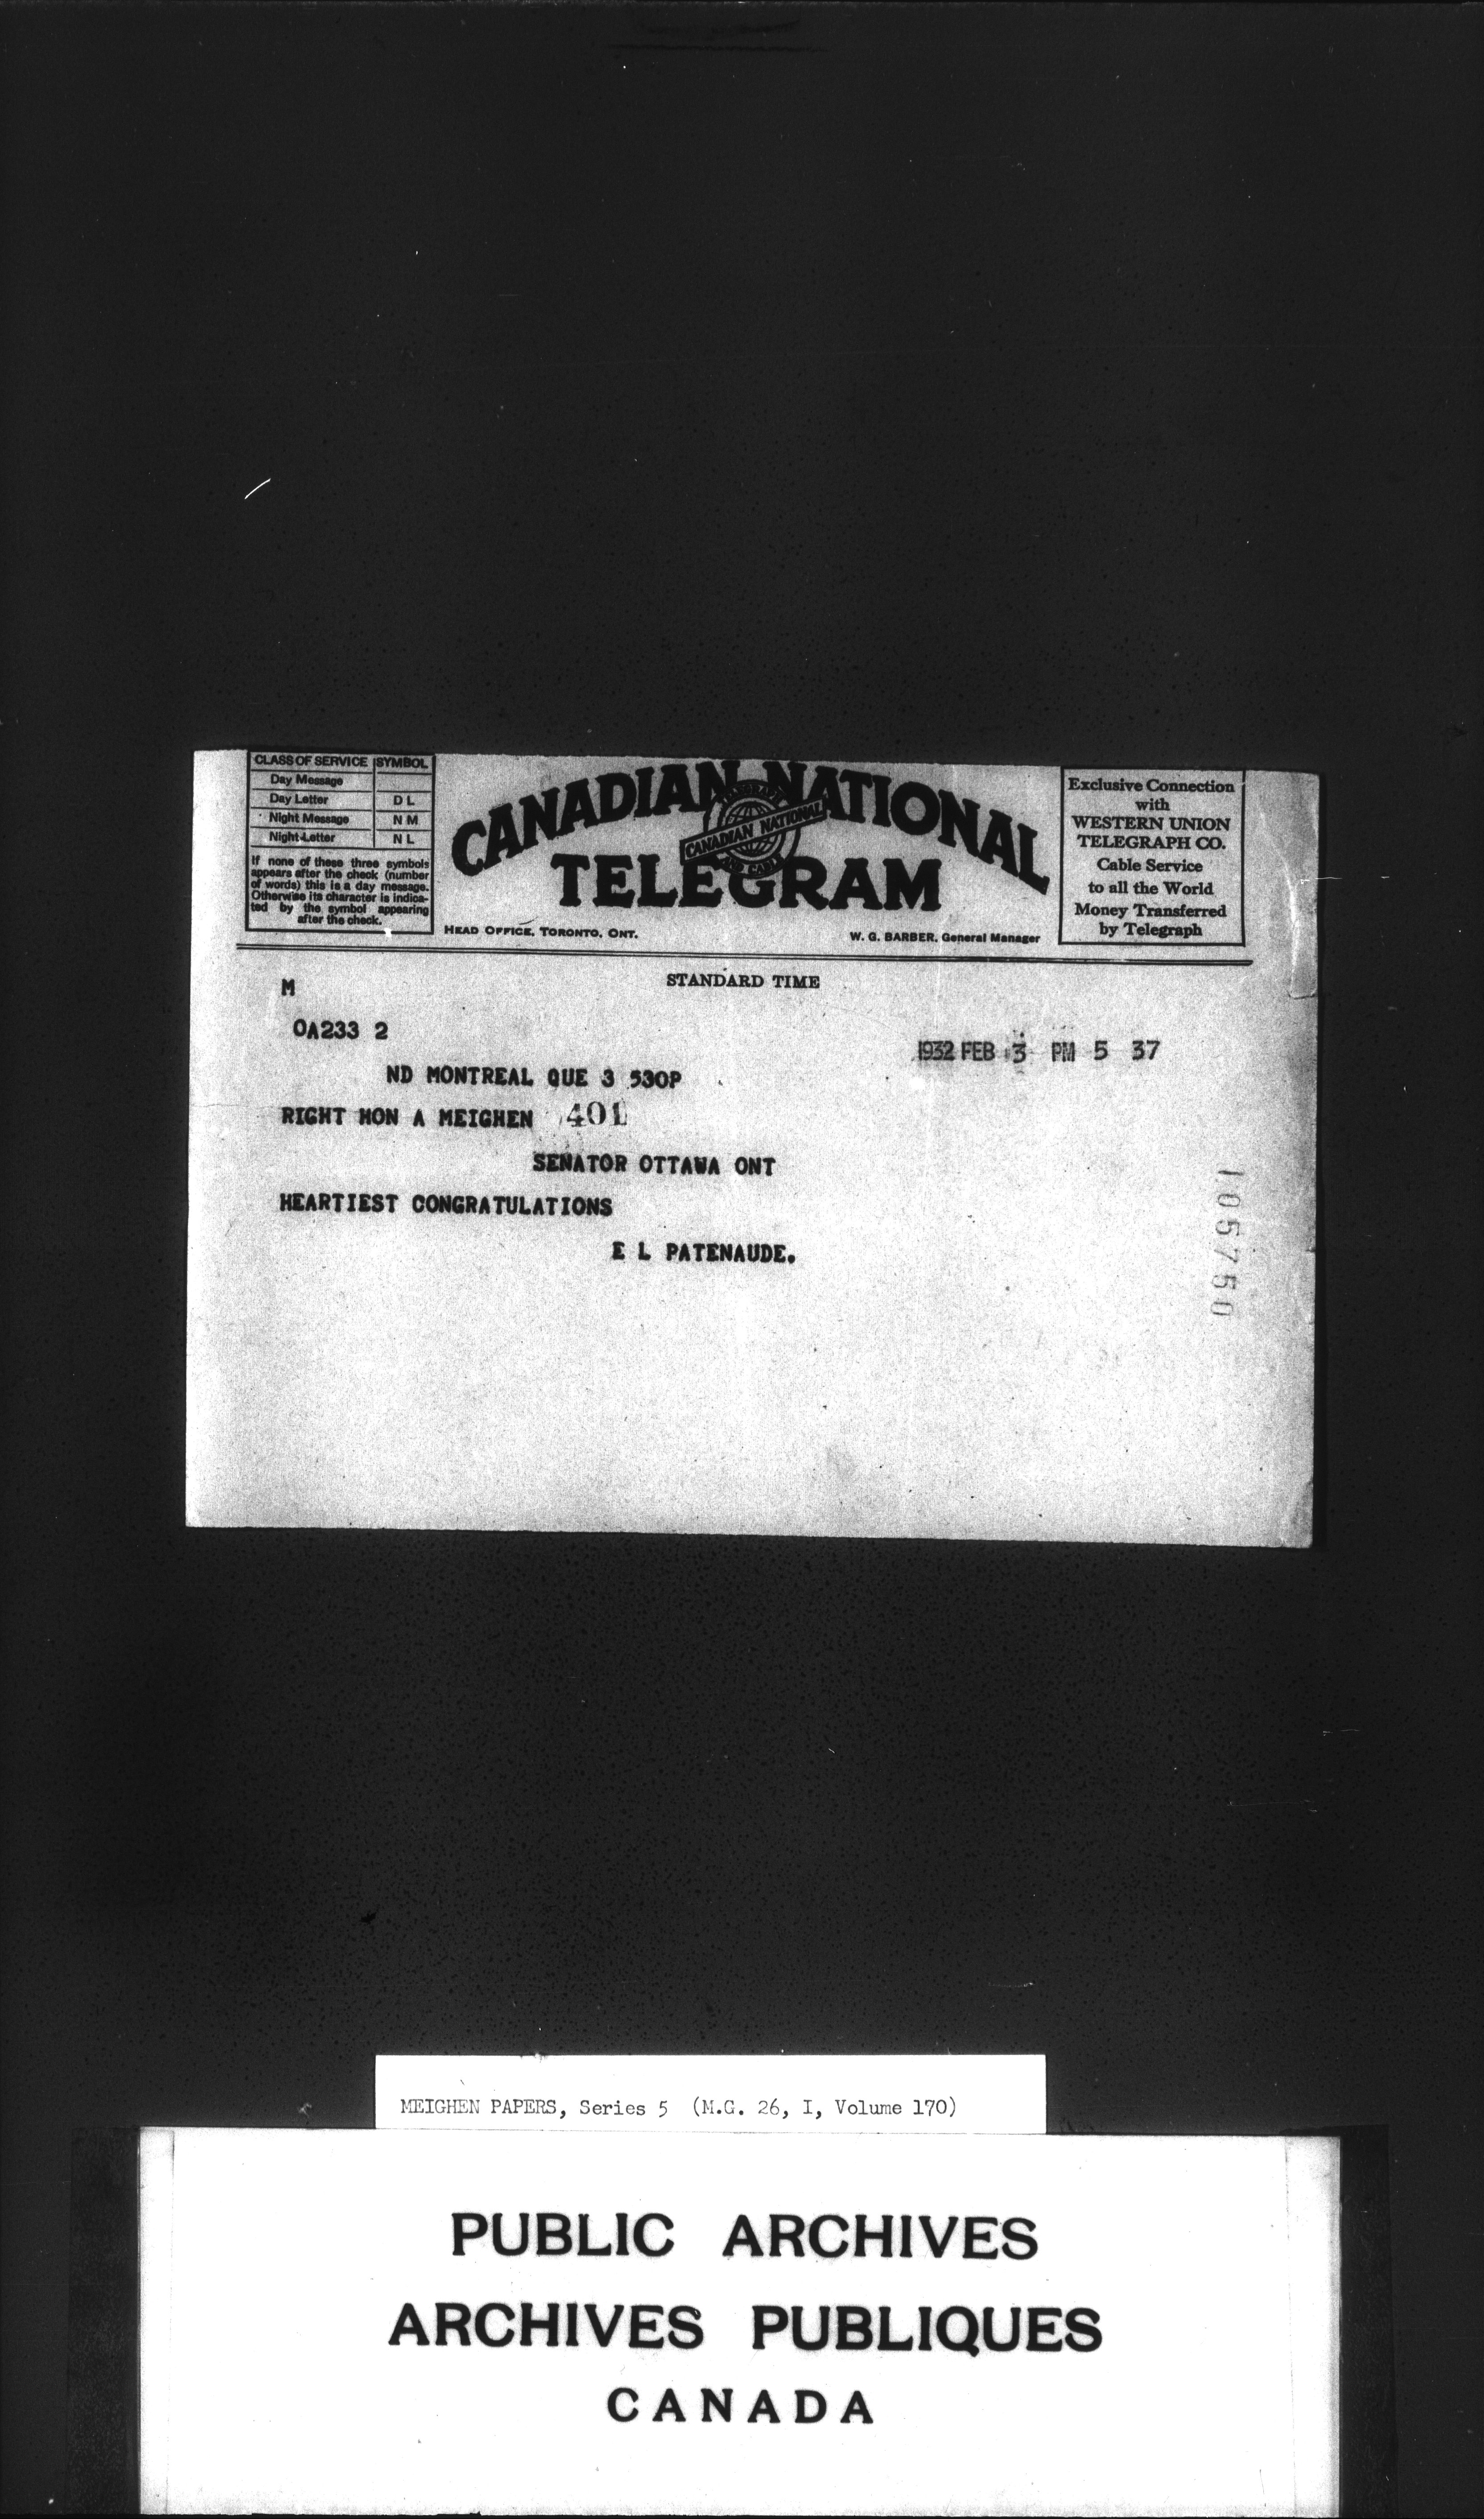 CLASS OF SERVICE SYMBOL
Day Message
Day Letter D L
Night Message N M
Night Letter N L
If none of these three symbols
appears after the check (number
of words) this is a day message.
Otherwise its character is indica-
ted by the symbol appearing
after the check.
CANADIAN NATIONAL
CANADIAN NATIONAL
TELEGRAM
HEAD OFFICE, TORONTO, ONT.
W. G. BARBER, General Manager
Exclusive Connection
with
WESTERN UNION
TELEGRAPH CO.
Cable Service
to all the World
Money Transferred
by Telegraph
STANDARD TIME
M
OA233 2
1932 FEB 3 PM 5 37
ND MONTREAL QUE 3 530P
RIGHT HON A MEIGHEN 401
SENATOR OTTAWA ONT
HEARTIEST CONGRATULATIONS
E L PATENAUDE.
105750
MEIGHEN PAPERS, Series 5 (M.G. 26, I, Volume 170)
PUBLIC ARCHIVES
ARCHIVES PUBLIQUES
CANADA